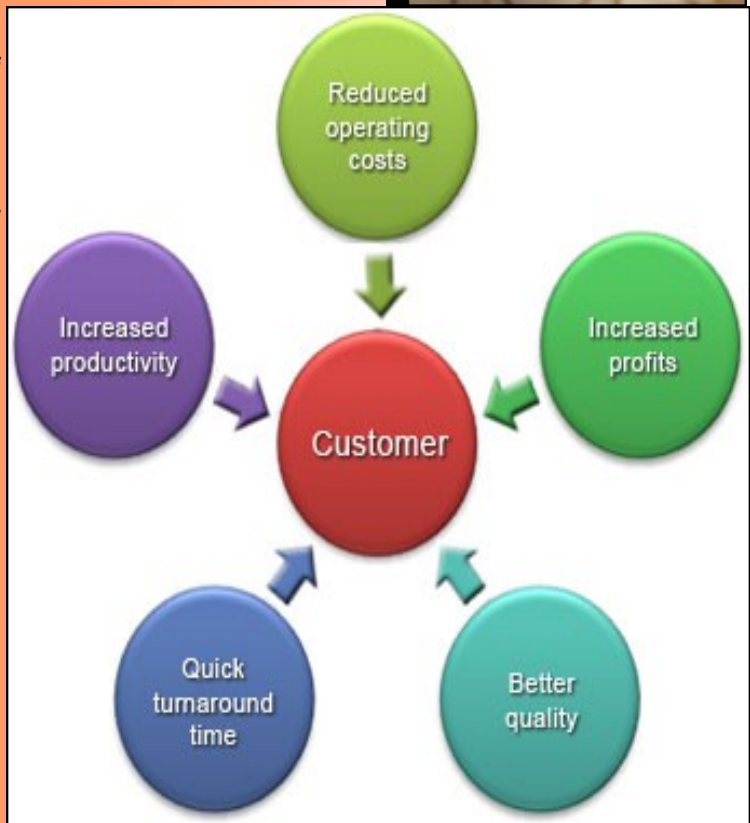 Reduced
operating
costs
Increased
productivity
Increased
profits
Customer
Quick
turnaround
time
Better
quality